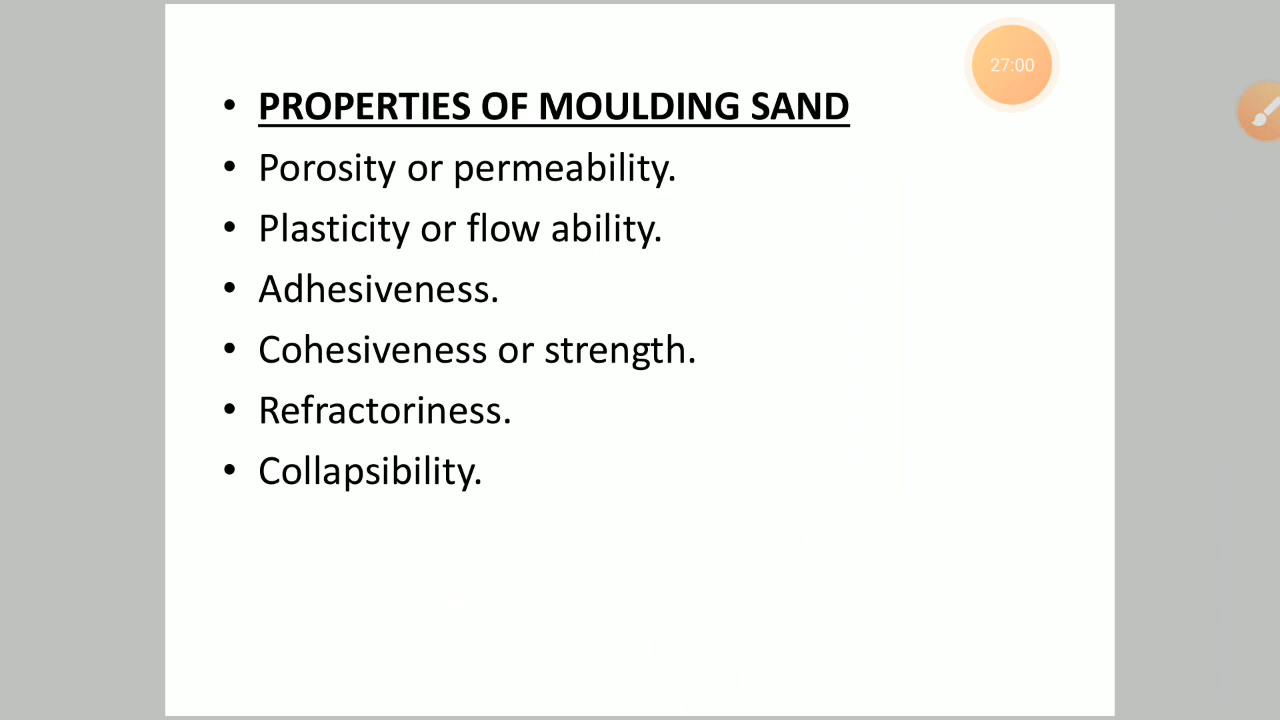 27:00
• PROPERTIES OF MOULDING SAND
• Porosity or permeability.
• Plasticity or flow ability.
• Adhesiveness.
• Cohesiveness or strength.
• Refractoriness.
• Collapsibility.